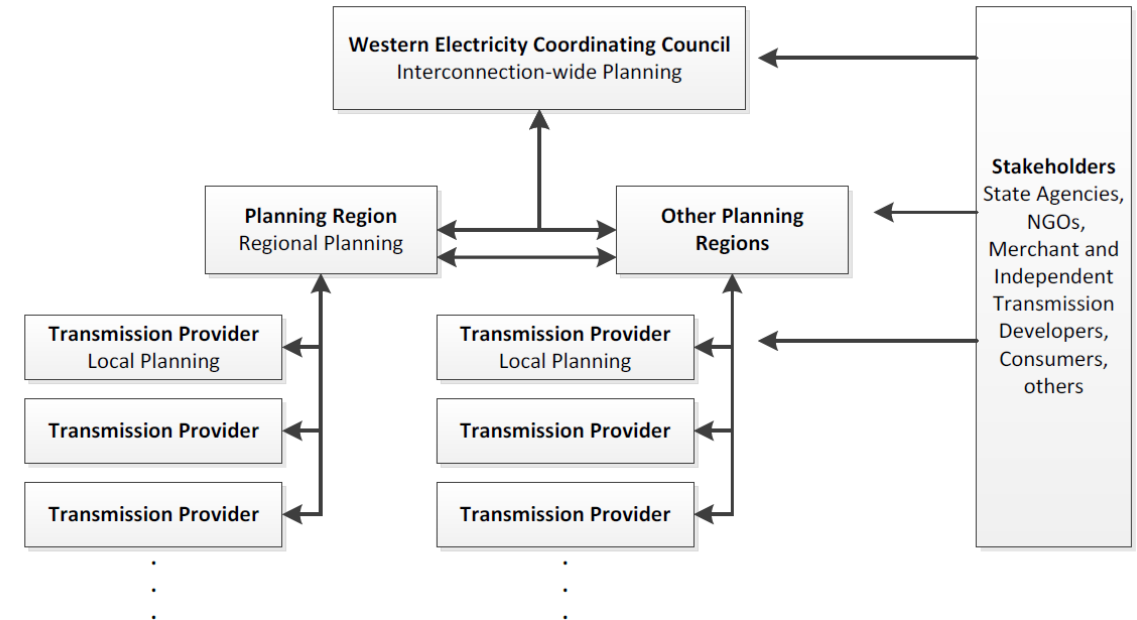 Western Electricity Coordinating Council
Interconnection-wide Planning
Planning Region
Regional Planning
Other Planning
Regions
Transmission Provider
Local Planning
Transmission Provider
Transmission Provider
.
.
.
Transmission Provider
Local Planning
Transmission Provider
Transmission Provider
.
.
.
Stakeholders
State Agencies,
NGOs,
Merchant and
Independent
Transmission
Developers,
Consumers,
others